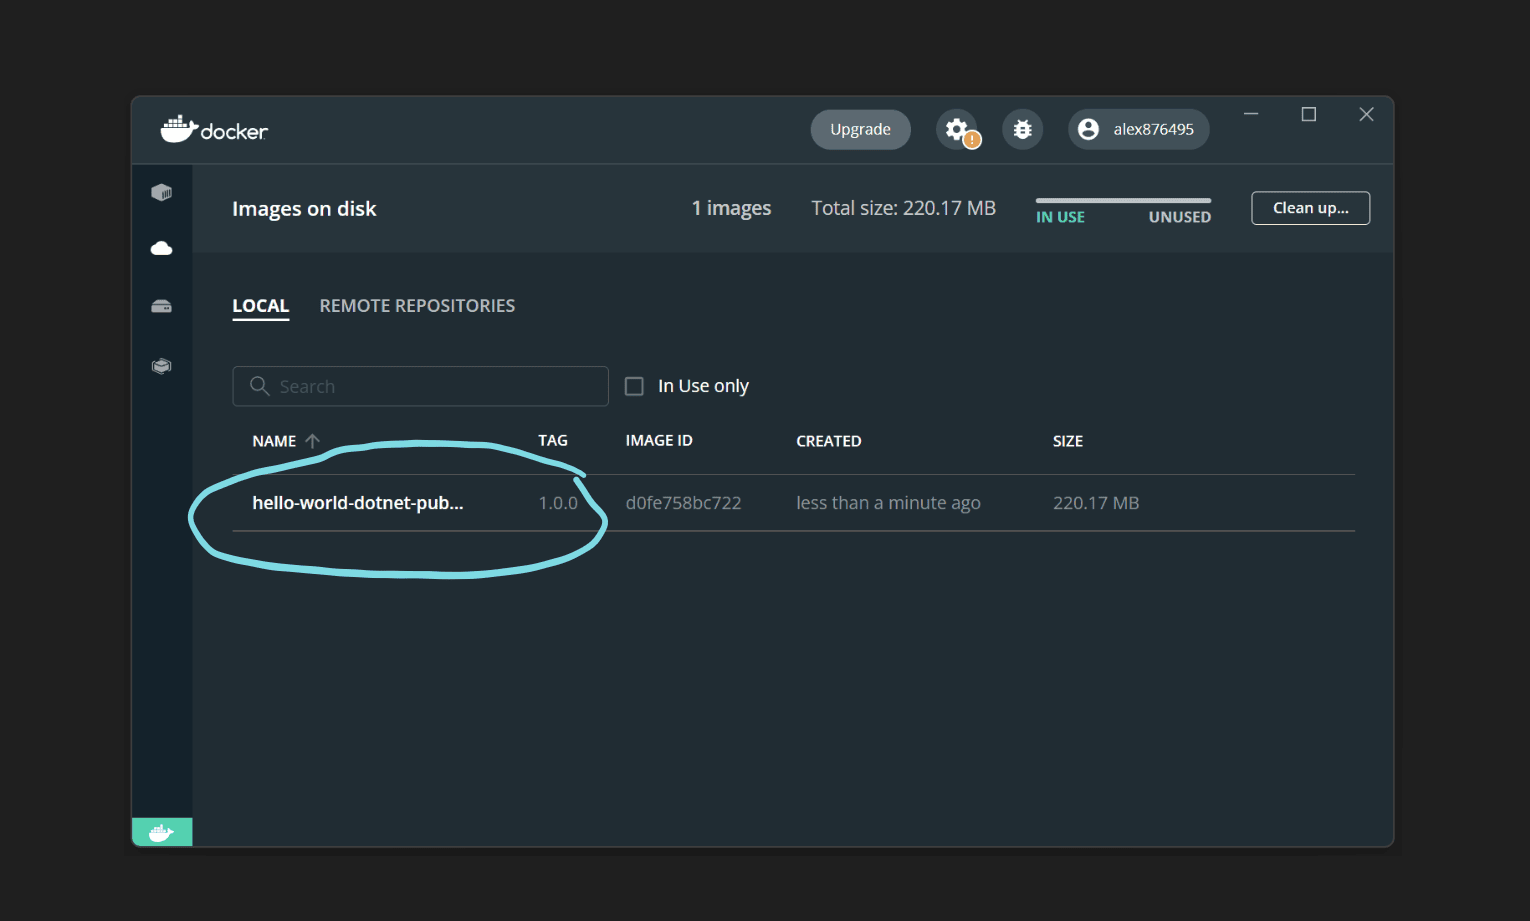 docker
Upgrade
!
alex876495
Images on disk
1 images
Total size: 220.17 MB
IN USE
UNUSED
Clean up...
LOCAL
REMOTE REPOSITORIES
Search
In Use only
NAME TAG IMAGE ID CREATED SIZE
hello-world-dotnet-pub... 1.0.0 d0fe758bc722 less than a minute ago 220.17 MB